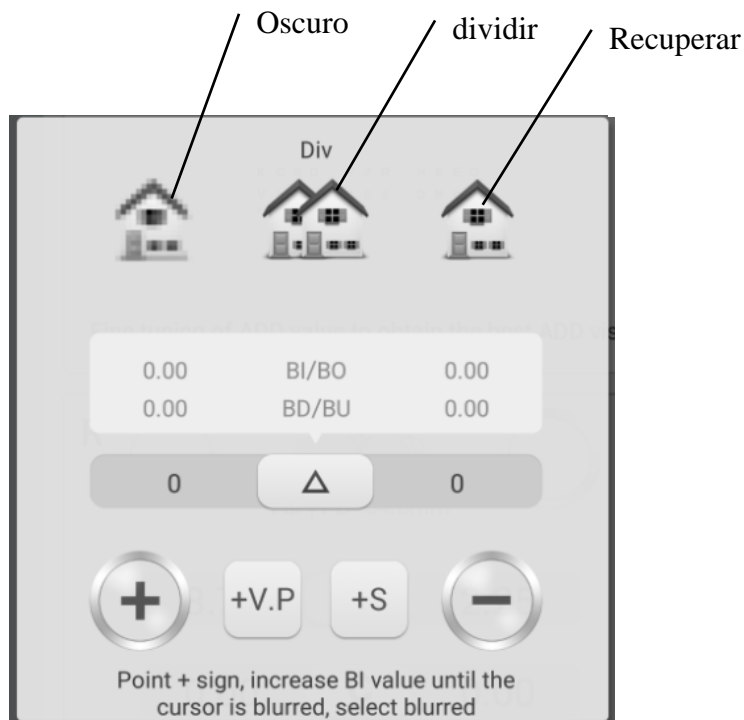 Oscuro dividir Recuperar
Div
0.00 BI/BO 0.00
0.00 BD/BU 0.00
0 △ 0
+ +V.P +S −
Point + sign, increase BI value until the
cursor is blurred, select blurred